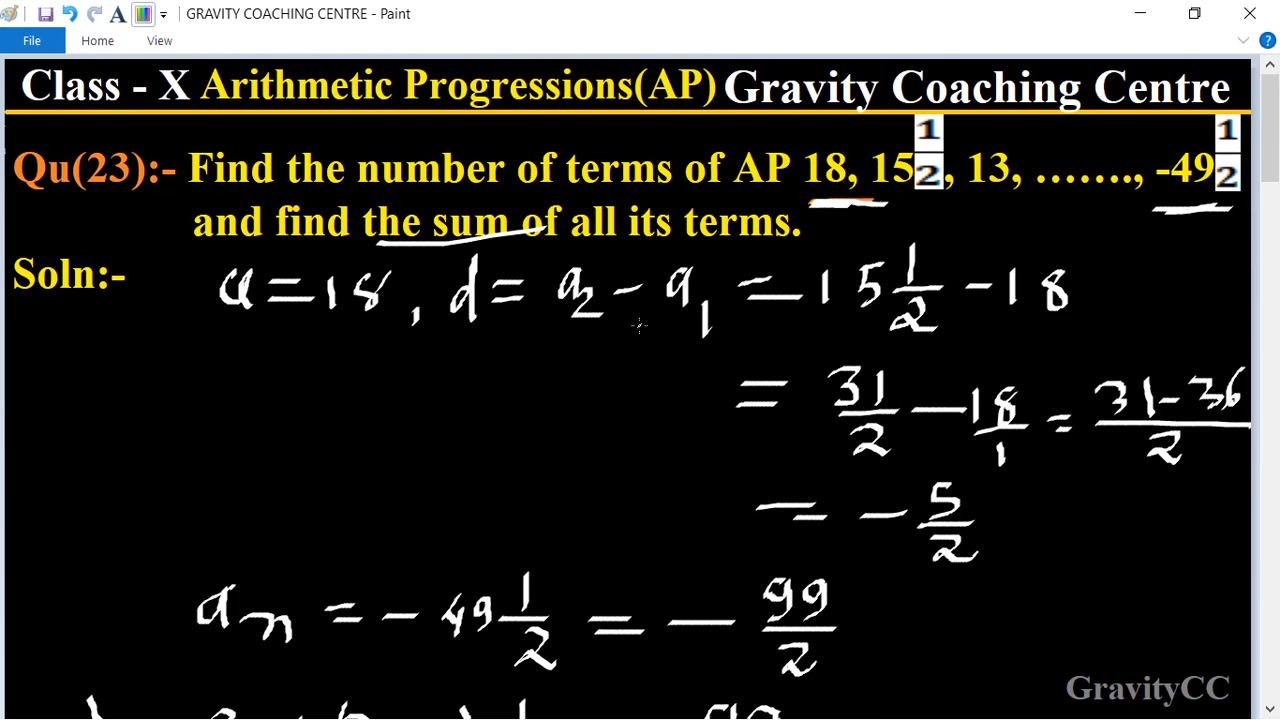 GRAVITY COACHING CENTRE - Paint
File Home View
Class - X Arithmetic Progressions(AP) Gravity Coaching Centre
Qu(23):- Find the number of terms of AP 18, 15 1/2, 13, ……., -49 1/2
and find the sum of all its terms.
Soln:- a = 18, d = a2 - a1 = 15 1/2 - 18
= 31/2 - 18/1 = 31-36/2
= - 5/2
an = - 49 1/2 = - 99/2
GravityCC